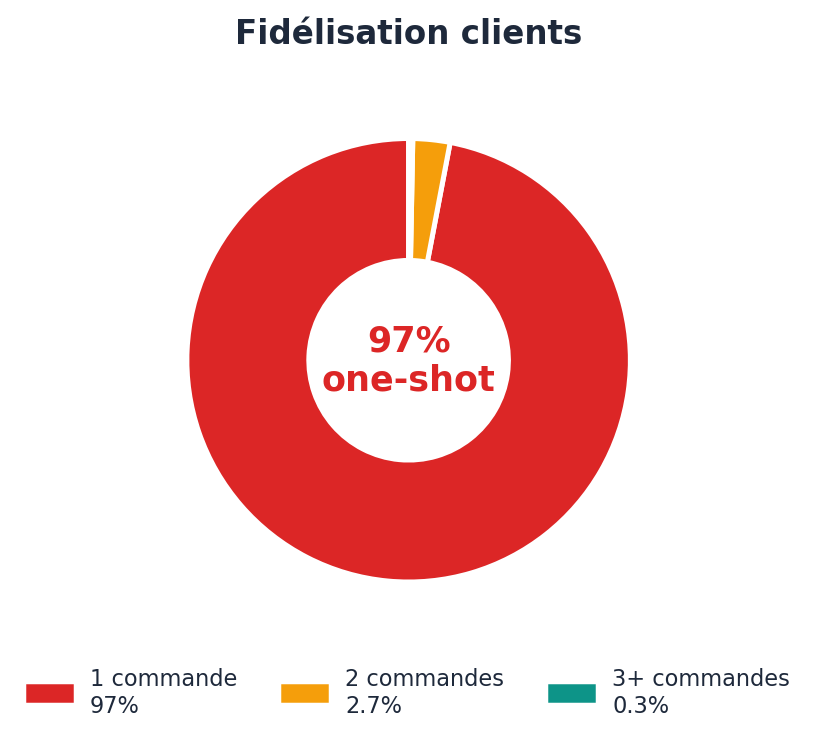 Fidélisation clients
97%
one-shot
1 commande
97%
2 commandes
2.7%
3+ commandes
0.3%